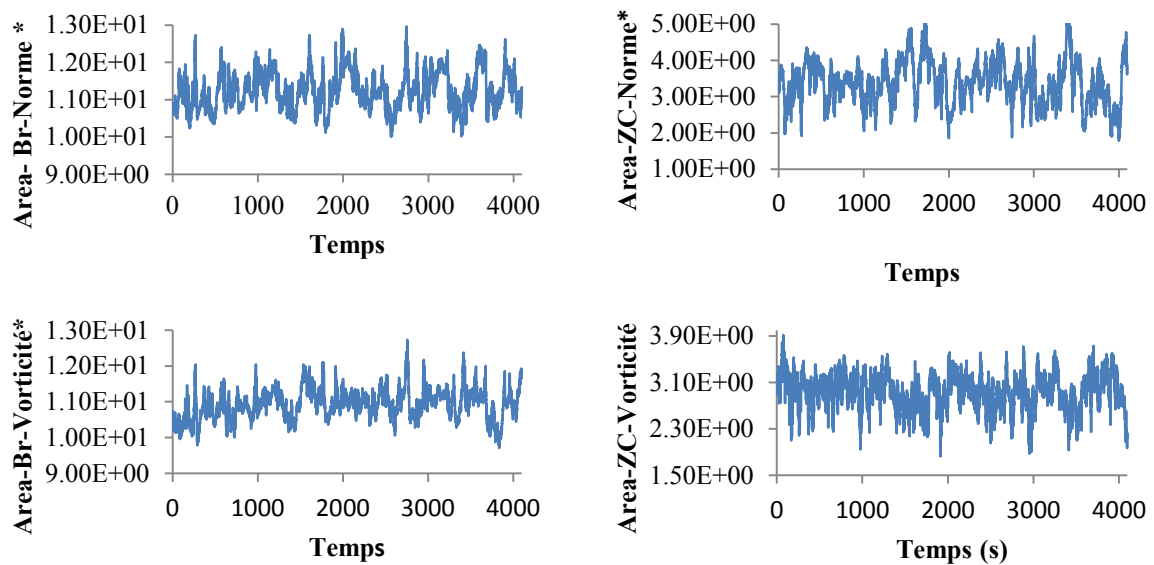 Area- Br-Norme *
1.30E+01
1.20E+01
1.10E+01
1.00E+01
9.00E+00
0 1000 2000 3000 4000
Temps
Area-ZC-Norme*
5.00E+00
4.00E+00
3.00E+00
2.00E+00
1.00E+00
0 1000 2000 3000 4000
Temps
Area-Br-Vorticité*
1.30E+01
1.20E+01
1.10E+01
1.00E+01
9.00E+00
0 1000 2000 3000 4000
Temps
Area-ZC-Vorticité
3.90E+00
3.10E+00
2.30E+00
1.50E+00
0 1000 2000 3000 4000
Temps (s)